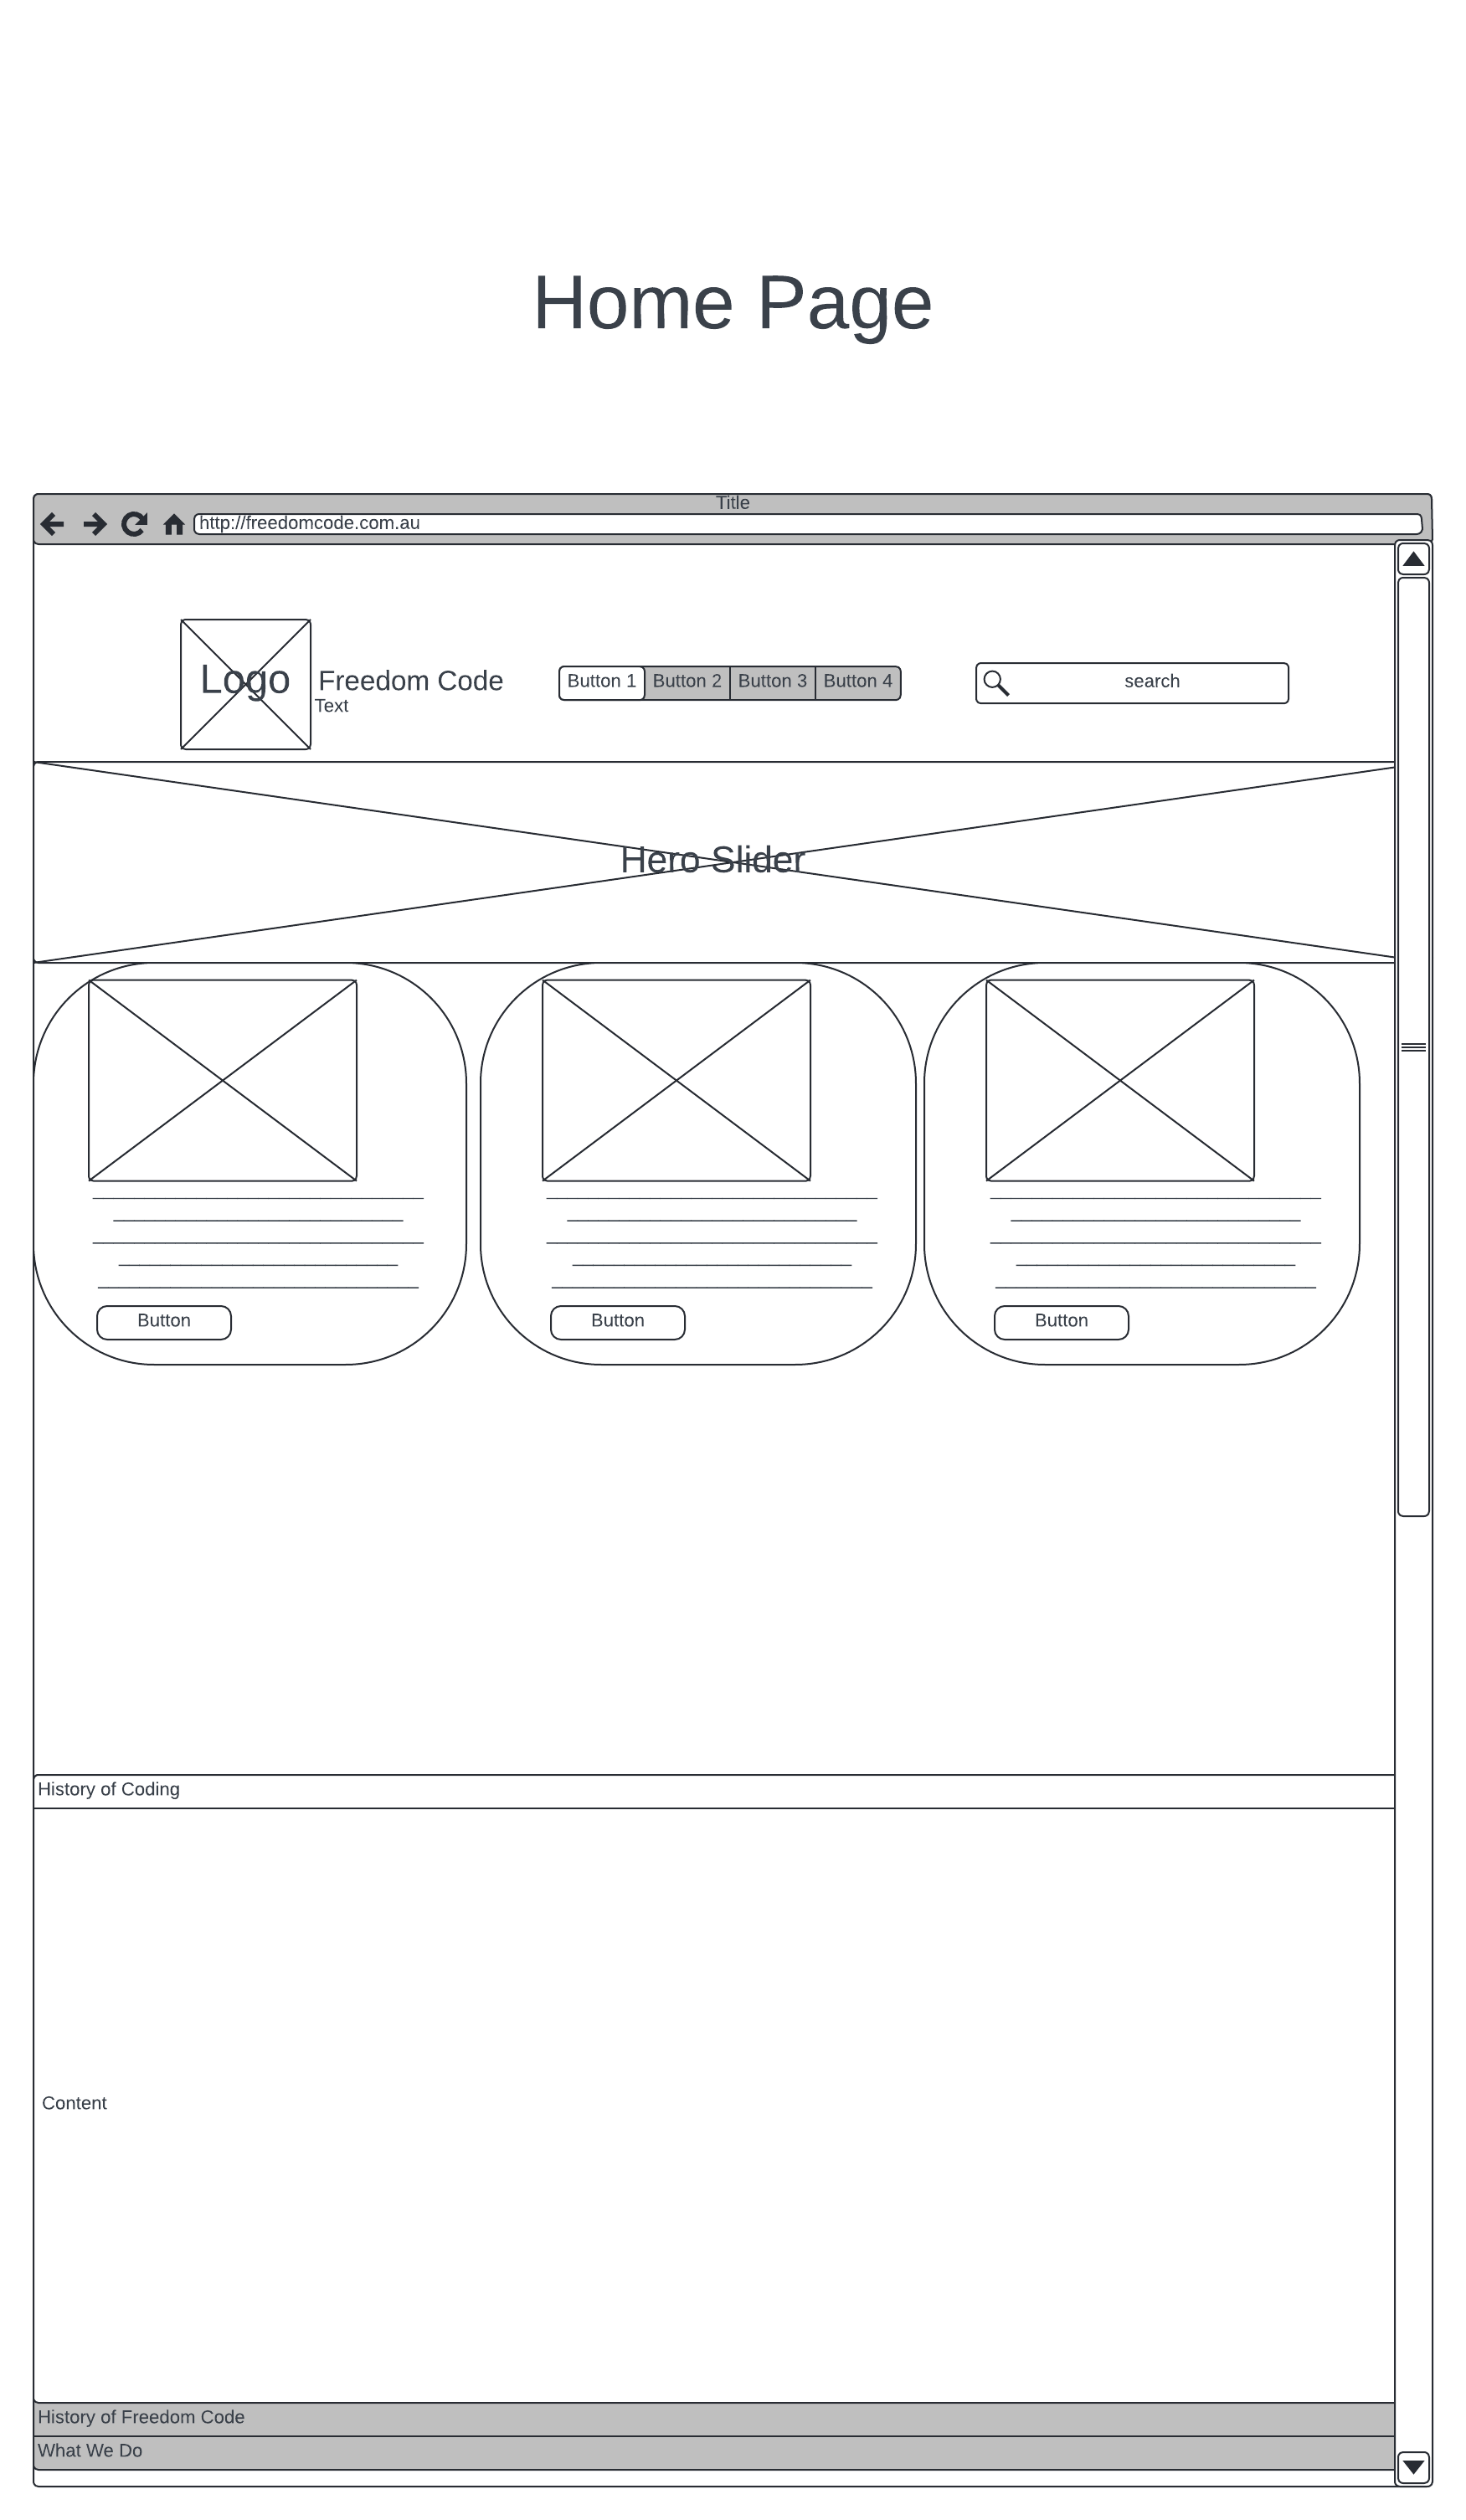 Home Page
Title
http://freedomcode.com.au
Logo
Freedom Code
Text
Button 1 Button 2 Button 3 Button 4
search
Hero Slider
Button Button Button
History of Coding
Content
History of Freedom Code
What We Do